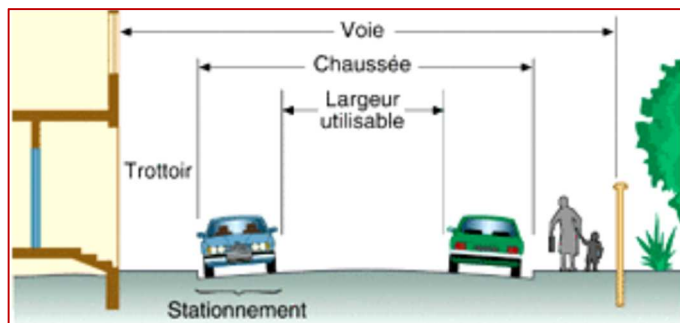 Voie
Chaussée
Largeur
utilisable
Trottoir
Stationnement